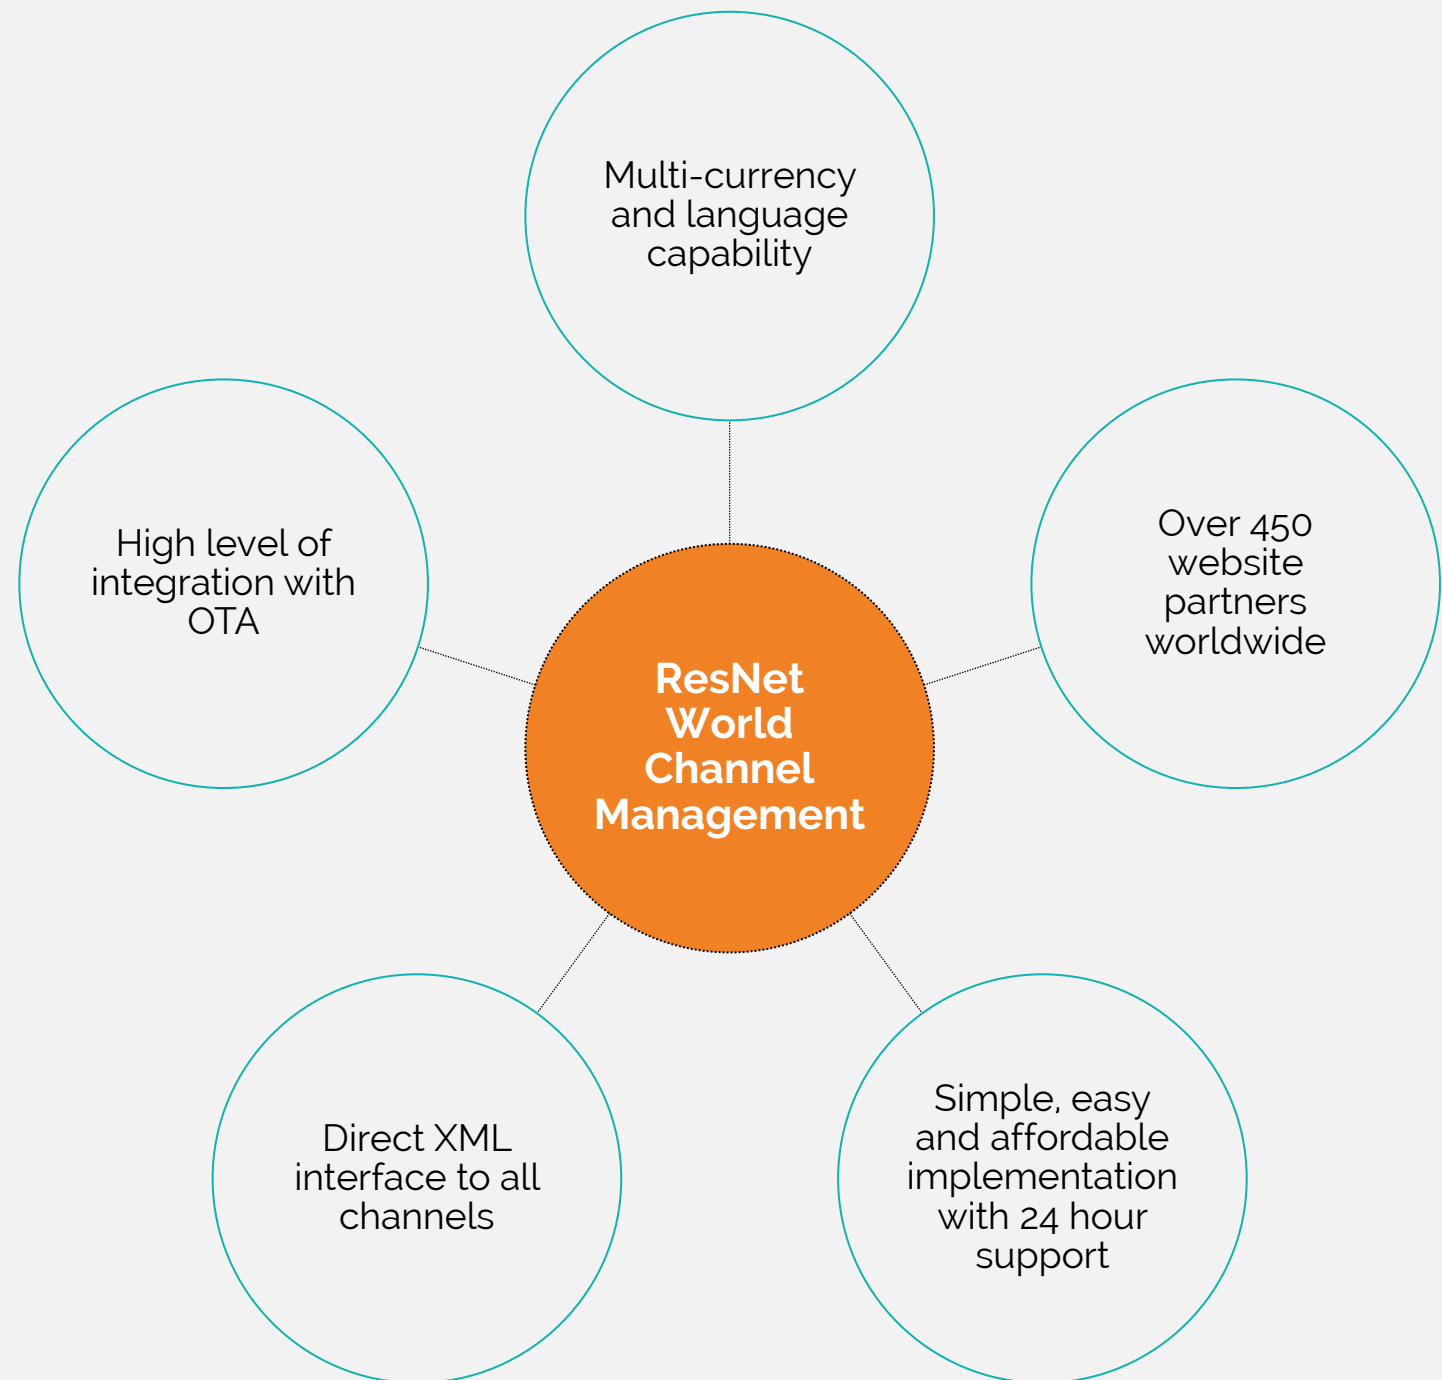 Multi-currency
and language
capability
High level of
integration with
OTA
Over 450
website
partners
worldwide
ResNet
World
Channel
Management
Direct XML
interface to all
channels
Simple, easy
and affordable
implementation
with 24 hour
support